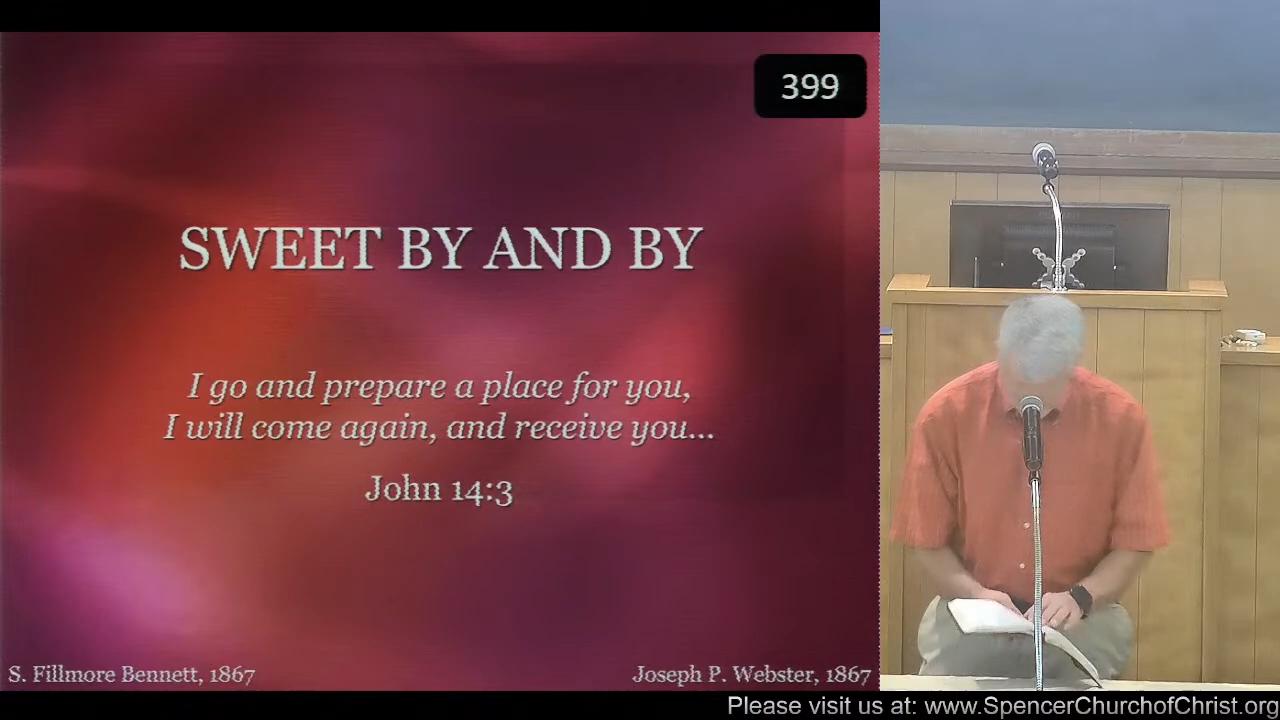 399
SWEET BY AND BY
I go and prepare a place for you,
I will come again, and receive you...
John 14:3
S. Fillmore Bennett, 1867
Joseph P. Webster, 1867
Please visit us at: www.SpencerChurchofChrist.org